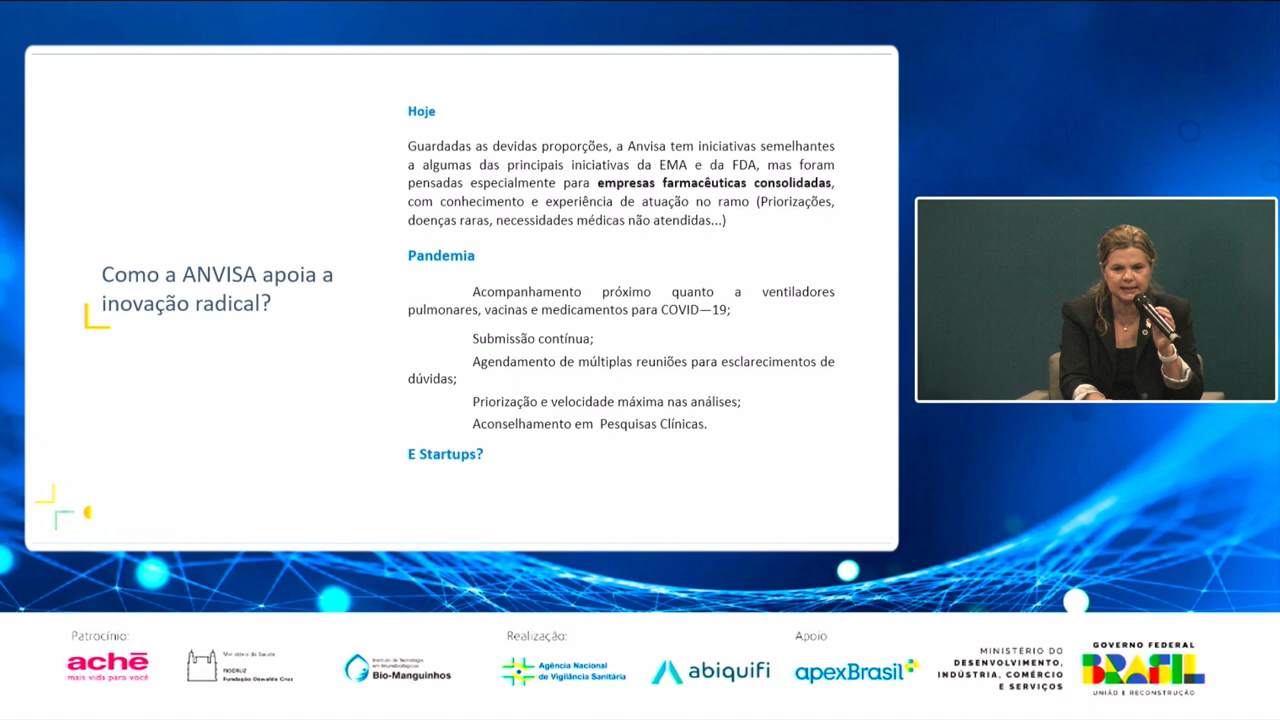 Como a ANVISA apoia a
inovação radical?
Hoje
Guardadas as devidas proporções, a Anvisa tem iniciativas semelhantes
a algumas das principais iniciativas da EMA e da FDA, mas foram
pensadas especialmente para empresas farmacêuticas consolidadas,
com conhecimento e experiência de atuação no ramo (Priorizações,
doenças raras, necessidades médicas não atendidas...)
Pandemia
Acompanhamento próximo quanto a ventiladores
pulmonares, vacinas e medicamentos para COVID—19;
Submissão contínua;
Agendamento de múltiplas reuniões para esclarecimentos de
dúvidas;
Priorização e velocidade máxima nas análises;
Aconselhamento em Pesquisas Clínicas.
E Startups?
Patrocínio:
achē
mais vida para você
Ministério da Saúde
FIOCRUZ
Fundação Oswaldo Cruz
Instituto de Tecnologia
em Imunobiológicos
Bio-Manguinhos
Realização:
Agência Nacional
de Vigilância Sanitária
abiquifi
Apoio
apexBrasil
MINISTÉRIO DO
DESENVOLVIMENTO,
INDÚSTRIA, COMÉRCIO
E SERVIÇOS
GOVERNO FEDERAL
BRASIL
UNIÃO E RECONSTRUÇÃO